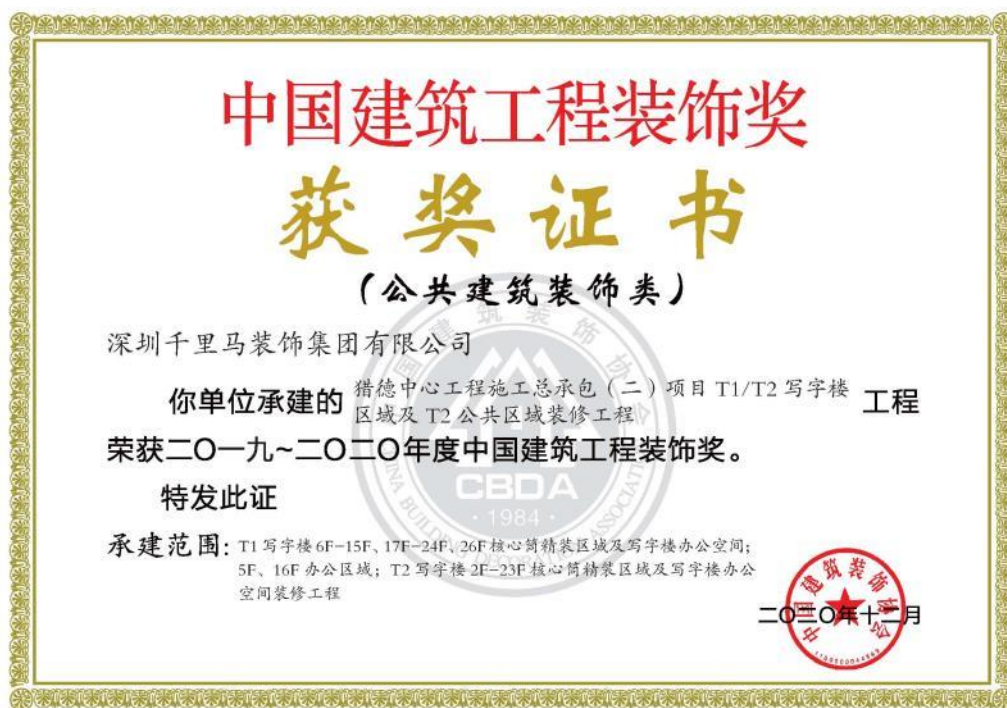 中国建筑工程装饰奖
获奖证书
(公共建筑装饰类)
深圳千里马装饰集团有限公司
你单位承建的 猎德中心工程施工总承包（二）项目 T1/T2 写字楼
区域及 T2 公共区域装修工程 工程
荣获二〇一九~二〇二〇年度中国建筑工程装饰奖。
特发此证
承建范围: T1 写字楼 6F-15F、17F-24F、26F 核心筒精装区域及写字楼办公空间;
5F、16F 办公区域; T2 写字楼 2F-23F 核心筒精装区域及写字楼办公
空间装修工程
二〇二〇年十二月
中国建筑装饰协会
CBDA
·1984·